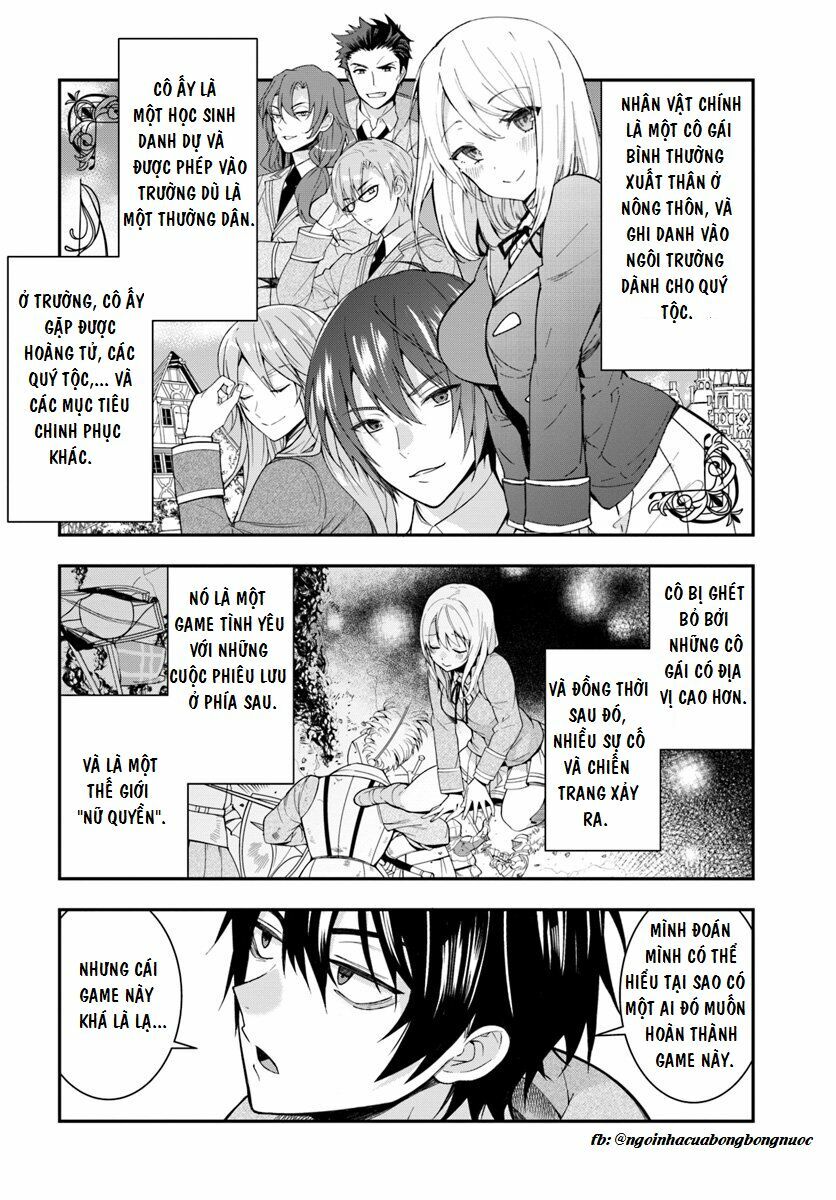 NHÂN VẬT CHÍNH
LÀ MỘT CÔ GÁI
BÌNH THƯỜNG
XUẤT THÂN Ở
NÔNG THÔN, VÀ
GHI DANH VÀO
NGÔI TRƯỜNG
DÀNH CHO QUÝ
TỘC.
CÔ ẤY LÀ
MỘT HỌC SINH
DANH DỰ VÀ
ĐƯỢC PHÉP VÀO
TRƯỜNG DÙ LÀ
MỘT THƯỜNG DÂN.
Ở TRƯỜNG, CÔ ẤY
GẶP ĐƯỢC
HOÀNG TỬ, CÁC
QUÝ TỘC,... VÀ
CÁC MỤC TIÊU
CHINH PHỤC
KHÁC.
CÔ BỊ GHÉT
BỎ BỞI
NHỮNG CÔ
GÁI CÓ ĐỊA
VỊ CAO HƠN.
VÀ ĐỒNG THỜI
SAU ĐÓ,
NHIỀU SỰ CỐ
VÀ CHIẾN
TRANG XẢY
RA.
NÓ LÀ MỘT
GAME TÌNH YÊU
VỚI NHỮNG
CUỘC PHIÊU LƯU
Ở PHÍA SAU.
VÀ LÀ MỘT
THẾ GIỚI
"NỮ QUYỀN".
MÌNH ĐOÁN
MÌNH CÓ THỂ
HIỂU TẠI SAO CÓ
MỘT AI ĐÓ MUỐN
HOÀN THÀNH
GAME NÀY.
NHƯNG CÁI
GAME NÀY
KHÁ LÀ LẠ...
fb: @ngoinhacuabongbongnuoc